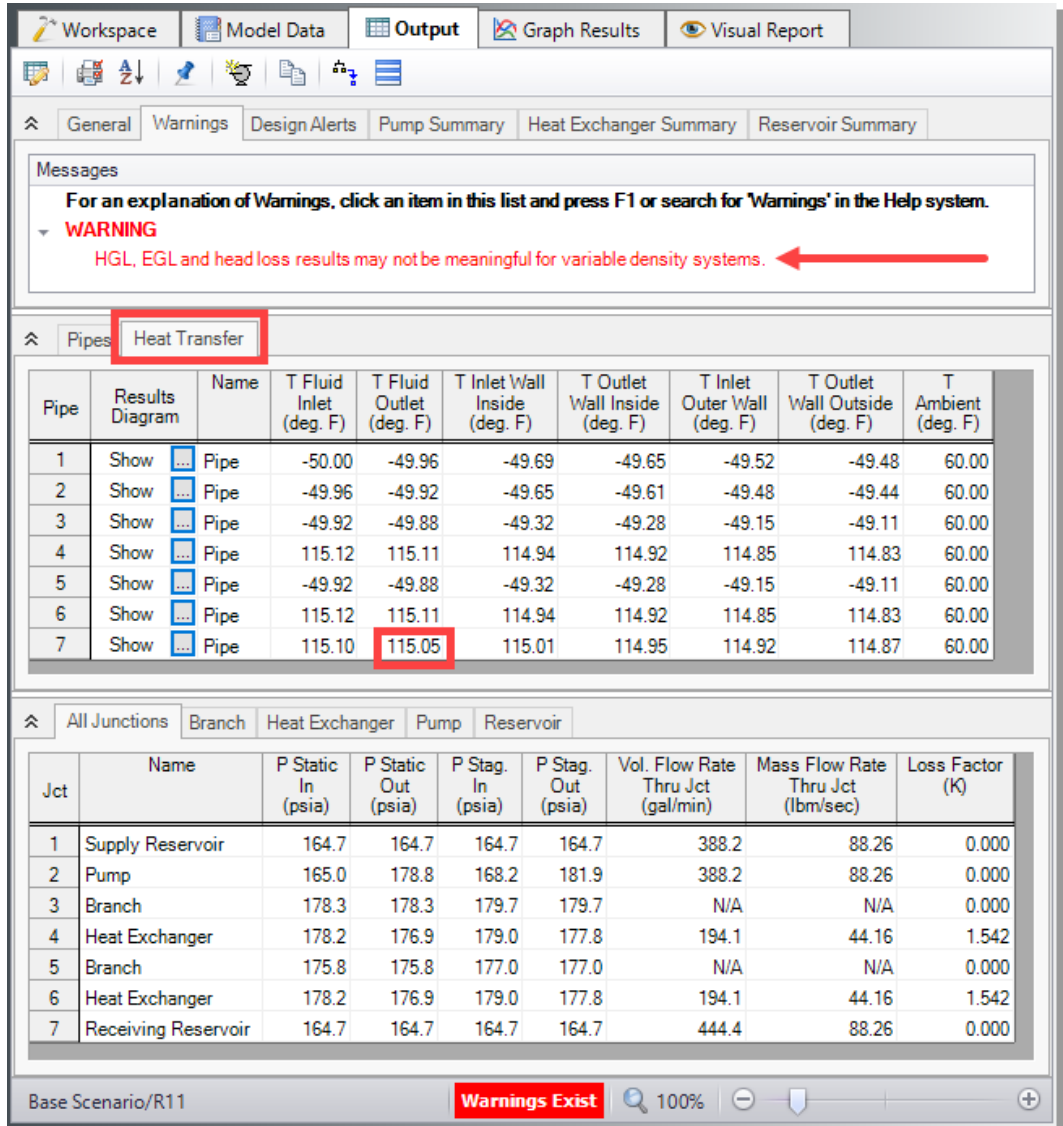 Workspace Model Data Output Graph Results Visual Report
General Warnings Design Alerts Pump Summary Heat Exchanger Summary Reservoir Summary
Messages
For an explanation of Warnings, click an item in this list and press F1 or search for 'Warnings' in the Help system.
WARNING
HGL, EGL and head loss results may not be meaningful for variable density systems.
Pipes Heat Transfer
Pipe Results Diagram Name T Fluid Inlet (deg. F) T Fluid Outlet (deg. F) T Inlet Wall Inside (deg. F) T Outlet Wall Inside (deg. F) T Inlet Outer Wall (deg. F) T Outlet Wall Outside (deg. F) T Ambient (deg. F)
1 Show ... Pipe -50.00 -49.96 -49.69 -49.65 -49.52 -49.48 60.00
2 Show ... Pipe -49.96 -49.92 -49.65 -49.61 -49.48 -49.44 60.00
3 Show ... Pipe -49.92 -49.88 -49.32 -49.28 -49.15 -49.11 60.00
4 Show ... Pipe 115.12 115.11 114.94 114.92 114.85 114.83 60.00
5 Show ... Pipe -49.92 -49.88 -49.32 -49.28 -49.15 -49.11 60.00
6 Show ... Pipe 115.12 115.11 114.94 114.92 114.85 114.83 60.00
7 Show ... Pipe 115.10 115.05 115.01 114.95 114.92 114.87 60.00
All Junctions Branch Heat Exchanger Pump Reservoir
Jct Name P Static In (psia) P Static Out (psia) P Stag. In (psia) P Stag. Out (psia) Vol. Flow Rate Thru Jct (gal/min) Mass Flow Rate Thru Jct (lbm/sec) Loss Factor (K)
1 Supply Reservoir 164.7 164.7 164.7 164.7 388.2 88.26 0.000
2 Pump 165.0 178.8 168.2 181.9 388.2 88.26 0.000
3 Branch 178.3 178.3 179.7 179.7 N/A N/A 0.000
4 Heat Exchanger 178.2 176.9 179.0 177.8 194.1 44.16 1.542
5 Branch 175.8 175.8 177.0 177.0 N/A N/A 0.000
6 Heat Exchanger 178.2 176.9 179.0 177.8 194.1 44.16 1.542
7 Receiving Reservoir 164.7 164.7 164.7 164.7 444.4 88.26 0.000
Base Scenario/R11 Warnings Exist 100%